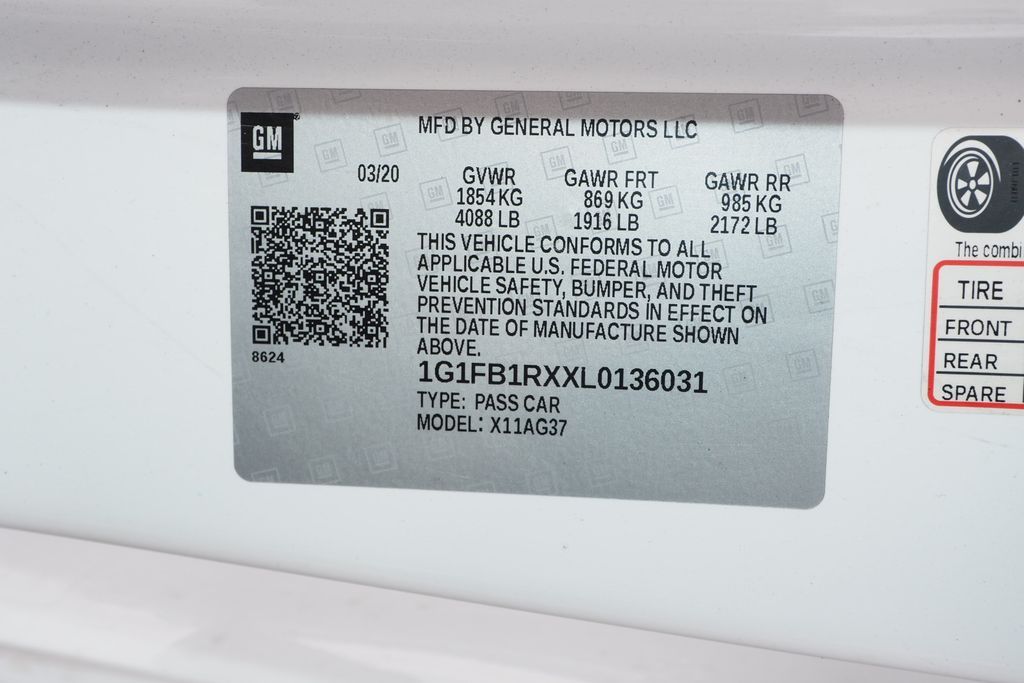 GM
MFD BY GENERAL MOTORS LLC
03/20
GVWR GAWR FRT GAWR RR
1854 KG 869 KG 985 KG
4088 LB 1916 LB 2172 LB
THIS VEHICLE CONFORMS TO ALL
APPLICABLE U.S. FEDERAL MOTOR
VEHICLE SAFETY, BUMPER, AND THEFT
PREVENTION STANDARDS IN EFFECT ON
THE DATE OF MANUFACTURE SHOWN
ABOVE.
8624
1G1FB1RXXL0136031
TYPE: PASS CAR
MODEL: X11AG37
The combi
TIRE
FRONT
REAR
SPARE